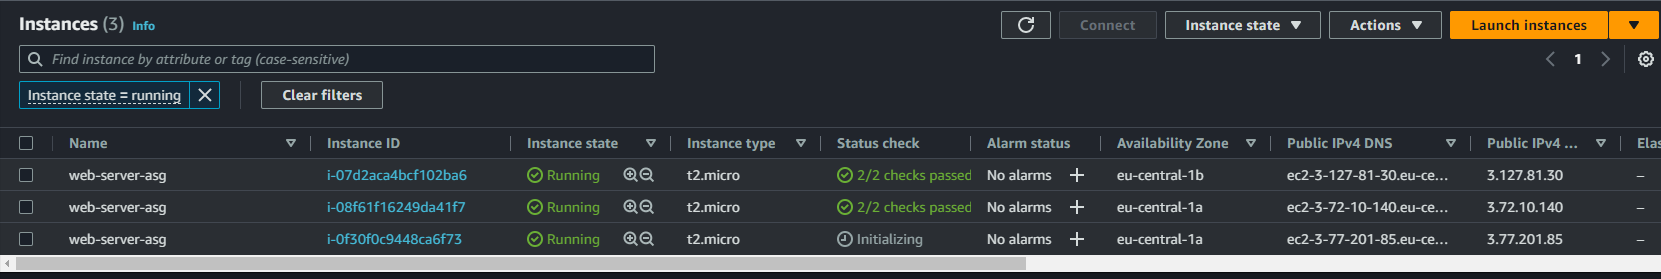 Instances (3) Info
Connect Instance state Actions Launch instances
Find instance by attribute or tag (case-sensitive)
1
Instance state = running Clear filters
Name Instance ID Instance state Instance type Status check Alarm status Availability Zone Public IPv4 DNS Public IPv4 ... Elas
web-server-asg i-07d2aca4bcf102ba6 Running t2.micro 2/2 checks passed No alarms + eu-central-1b ec2-3-127-81-30.eu-ce... 3.127.81.30 –
web-server-asg i-08f61f16249da41f7 Running t2.micro 2/2 checks passed No alarms + eu-central-1a ec2-3-72-10-140.eu-ce... 3.72.10.140 –
web-server-asg i-0f30f0c9448ca6f73 Running t2.micro Initializing No alarms + eu-central-1a ec2-3-77-201-85.eu-ce... 3.77.201.85 –